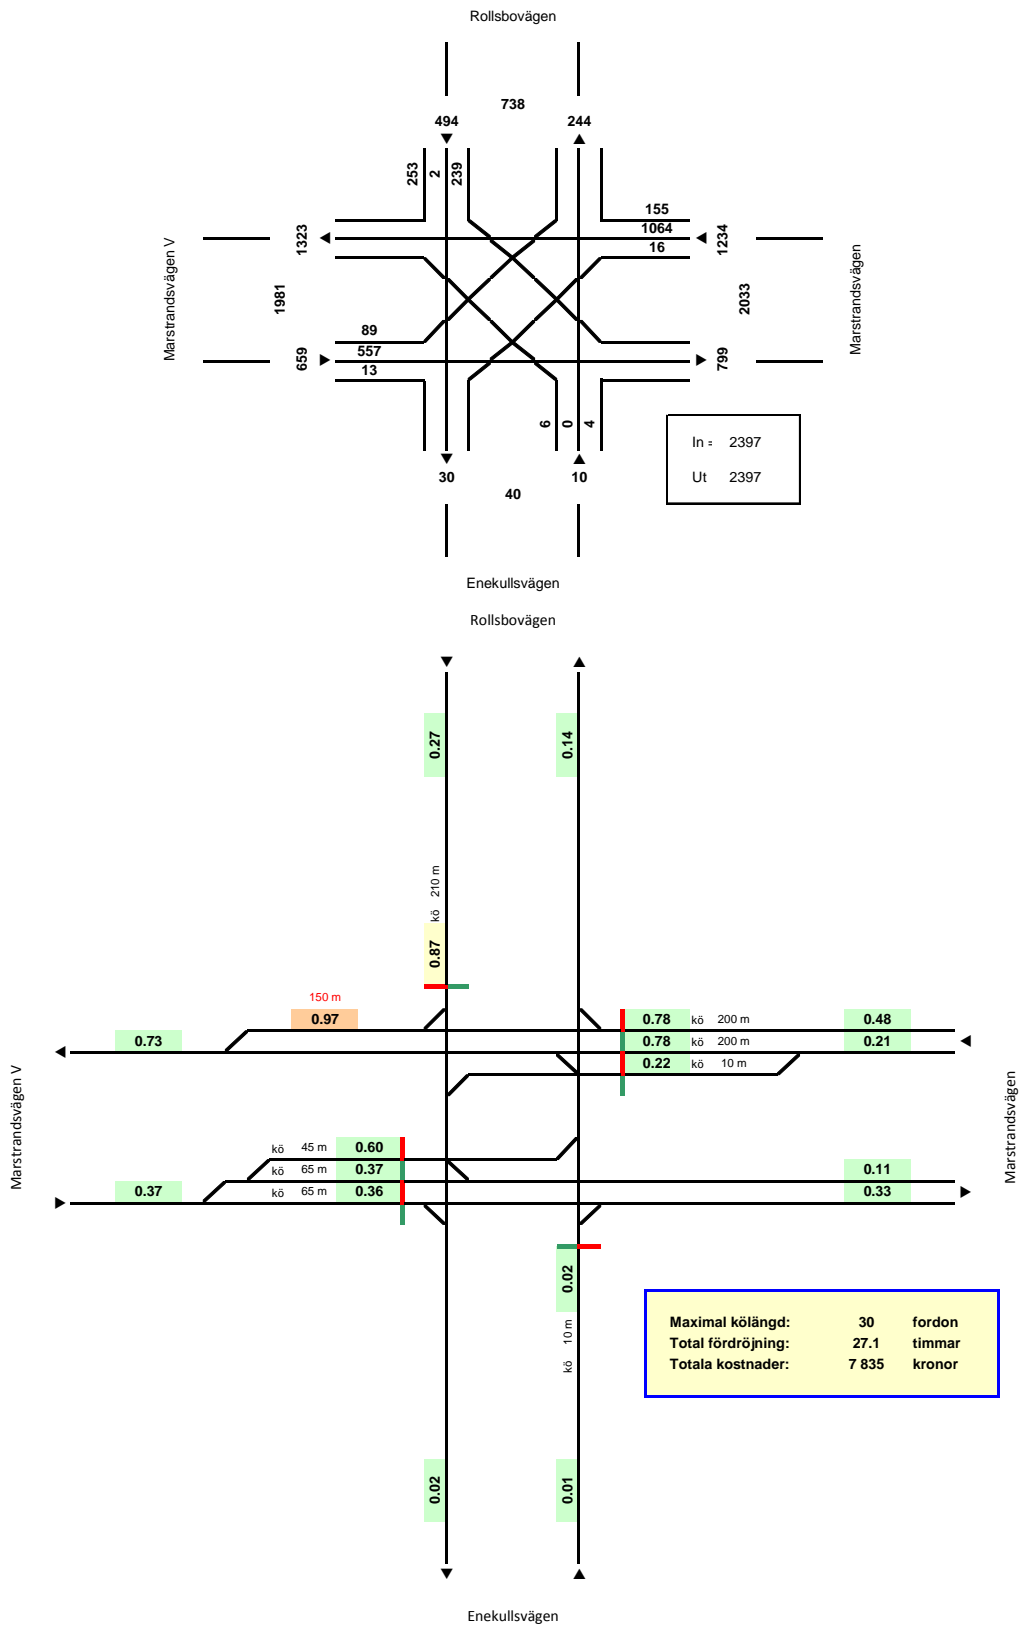 Rollsbovägen
738
494 244
253 2 239
155
1064
16
1323
1234
Marstrandsvägen V
1981
2033
Marstrandsvägen
659
89
557
13
799
6 0 4
In = 2397
Ut 2397
30 10
40
Enekullsvägen
Rollsbovägen
0.27
0.14
kö 210 m
0.87
150 m
0.97
0.73
0.78 kö 200 m 0.48
0.78 kö 200 m 0.21
0.22 kö 10 m
Marstrandsvägen V
Marstrandsvägen
kö 45 m 0.60
kö 65 m 0.37
0.11
0.37
kö 65 m 0.36
0.33
0.02
kö 10 m
Maximal kölängd: 30 fordon
Total fördröjning: 27.1 timmar
Totala kostnader: 7 835 kronor
0.02
0.01
Enekullsvägen